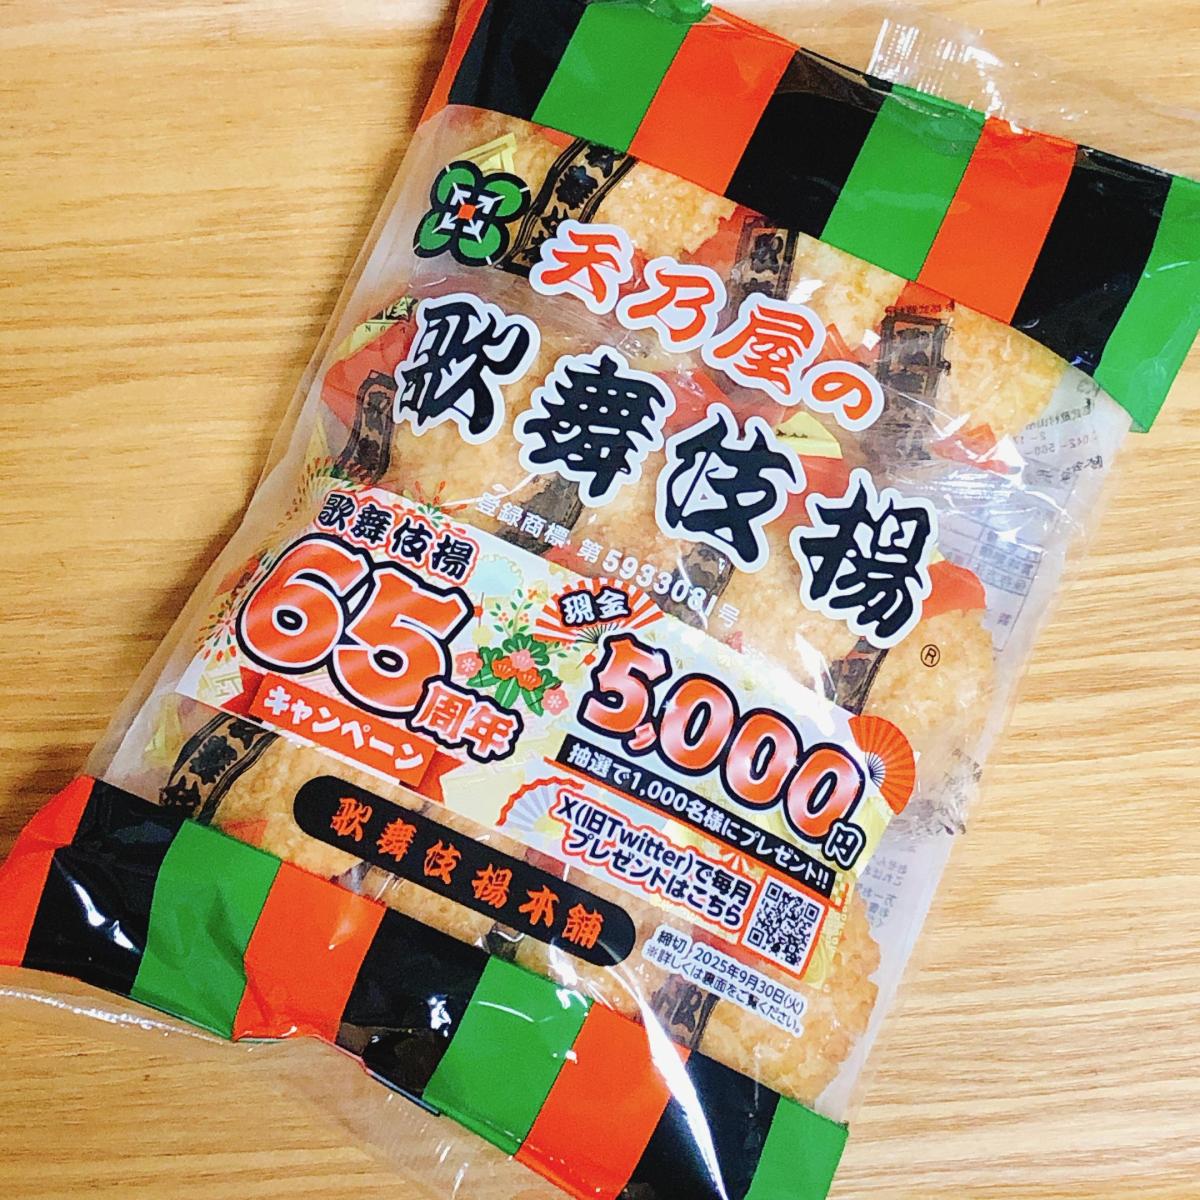 天乃屋の
歌舞伎揚
®
登録商標 第5933081号
歌舞伎揚
65周年
キャンペーン
現金
5,000円
抽選で1,000名様にプレゼント!!
X(旧Twitter)で毎月
プレゼントはこちら
締切 2025年9月30日(火)
※詳しくは裏面をご覧ください。
歌舞伎揚本舗